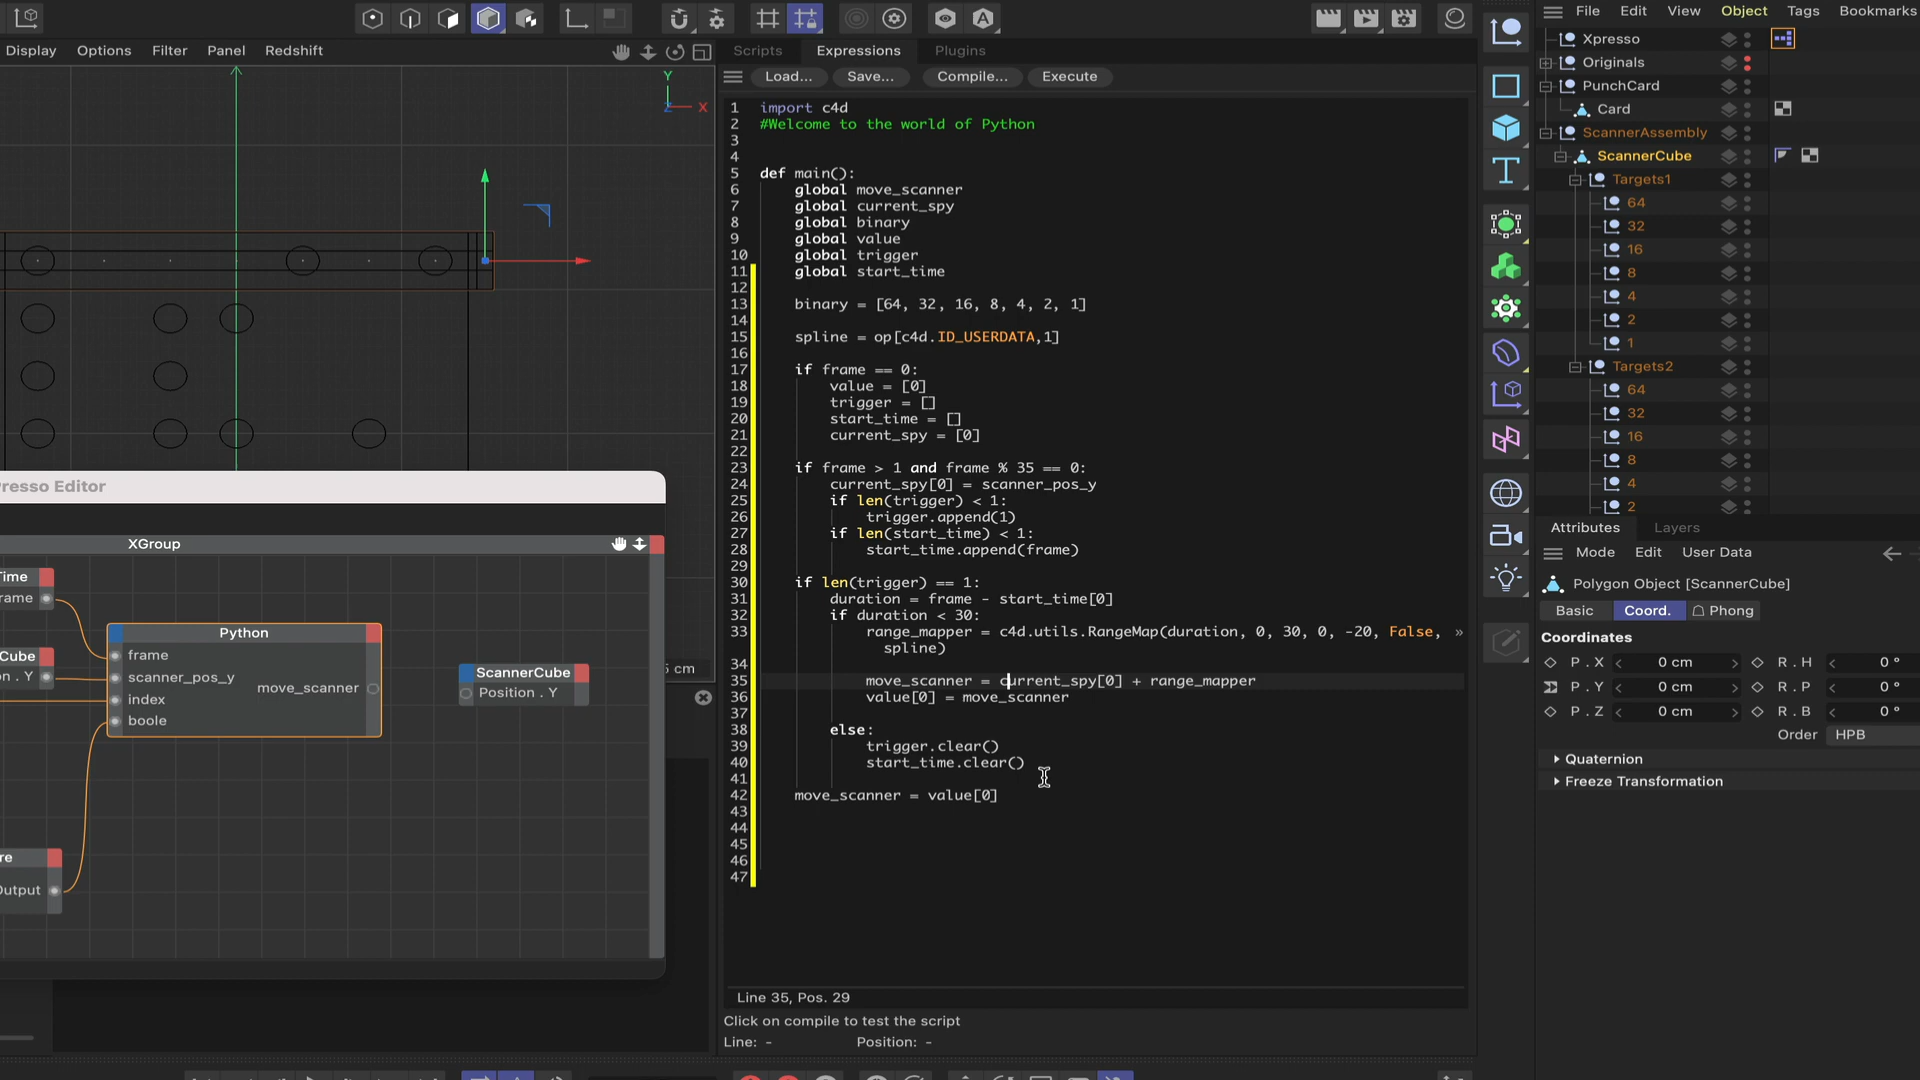 Display Options Filter Panel Redshift
Scripts Expressions Plugins
Load... Save... Compile... Execute
1 import c4d
2 #Welcome to the world of Python
3
4
5 def main():
6 global move_scanner
7 global current_spy
8 global binary
9 global value
10 global trigger
11 global start_time
12
13 binary = [64, 32, 16, 8, 4, 2, 1]
14
15 spline = op[c4d.ID_USERDATA,1]
16
17 if frame == 0:
18 value = [0]
19 trigger = []
20 start_time = []
21 current_spy = [0]
22
23 if frame > 1 and frame % 35 == 0:
24 current_spy[0] = scanner_pos_y
25 if len(trigger) < 1:
26 trigger.append(1)
27 if len(start_time) < 1:
28 start_time.append(frame)
29
30 if len(trigger) == 1:
31 duration = frame - start_time[0]
32 if duration < 30:
33 range_mapper = c4d.utils.RangeMap(duration, 0, 30, 0, -20, False, »
spline)
34
35 move_scanner = current_spy[0] + range_mapper
36 value[0] = move_scanner
37
38 else:
39 trigger.clear()
40 start_time.clear()
41
42 move_scanner = value[0]
43
44
45
46
47
Line 35, Pos. 29
Click on compile to test the script
Line: - Position: -
Y
X
Z
5 cm
resso Editor
XGroup
Time
rame
Cube
on . Y
Python
frame
scanner_pos_y
index
boole
move_scanner
ScannerCube
Position . Y
re
Output
File Edit View Object Tags Bookmarks
Xpresso
Originals
PunchCard
Card
ScannerAssembly
ScannerCube
Targets1
64
32
16
8
4
2
1
Targets2
64
32
16
8
4
2
Attributes Layers
Mode Edit User Data
Polygon Object [ScannerCube]
Basic Coord. Phong
Coordinates
P . X 0 cm R . H 0 °
P . Y 0 cm R . P 0 °
P . Z 0 cm R . B 0 °
Order HPB
Quaternion
Freeze Transformation